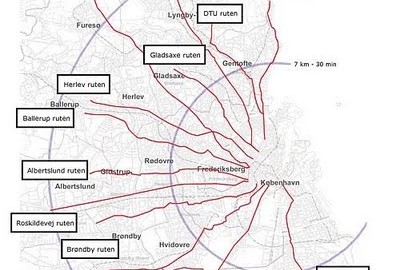 Lyngby-
DTU ruten
Furesø
Gladsaxe ruten
Gentofte
7 km - 30 min
Gladsaxe
Herlev ruten
Herlev
Ballerup
Ballerup ruten
Rødovre
Albertslund ruten
Glostrup
Frederiksberg
Albertslund
København
Roskildevej ruten
Brøndby
Brøndby ruten
Hvidovre